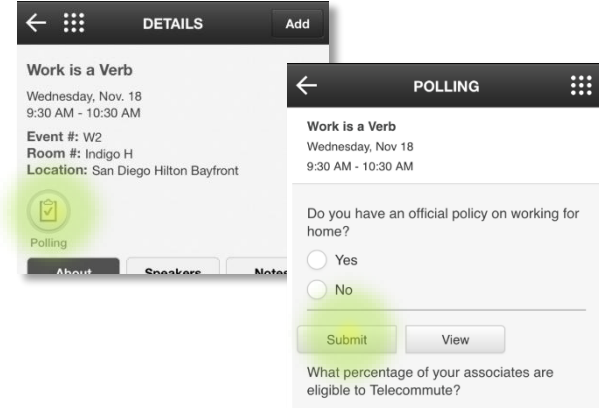 DETAILS
Add
Work is a Verb
Wednesday, Nov. 18
9:30 AM - 10:30 AM
Event #: W2
Room #: Indigo H
Location: San Diego Hilton Bayfront
Polling
About
Speakers
Notes
POLLING
Work is a Verb
Wednesday, Nov 18
9:30 AM - 10:30 AM
Do you have an official policy on working for
home?
Yes
No
Submit
View
What percentage of your associates are
eligible to Telecommute?